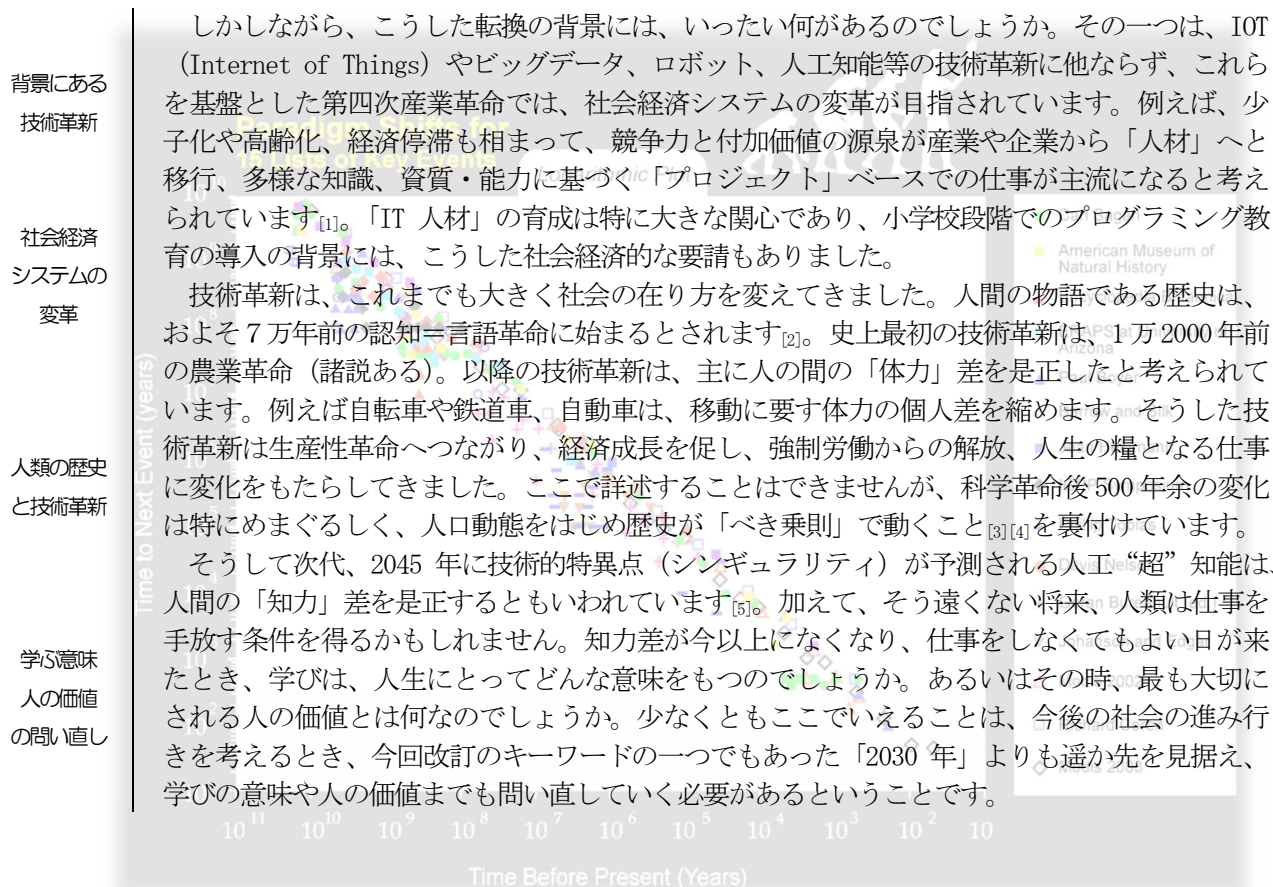 しかしながら、こうした転換の背景には、いったい何があるのでしょうか。その一つは、IOT
（Internet of Things）やビッグデータ、ロボット、人工知能等の技術革新に他ならず、これら
を基盤とした第四次産業革命では、社会経済システムの変革が目指されています。例えば、少
子化や高齢化、経済停滞も相まって、競争力と付加価値の源泉が産業や企業から「人材」へと
移行、多様な知識、資質・能力に基づく「プロジェクト」ベースでの仕事が主流になると考え
られています[1]。「IT 人材」の育成は特に大きな関心であり、小学校段階でのプログラミング教
育の導入の背景には、こうした社会経済的な要請もありました。
技術革新は、これまでも大きく社会の在り方を変えてきました。人間の物語である歴史は、
およそ７万年前の認知＝言語革命に始まるとされます[2]。史上最初の技術革新は、1万2000年前
の農業革命（諸説ある）。以降の技術革新は、主に人の間の「体力」差を是正したと考えられて
います。例えば自転車や鉄道車、自動車は、移動に要す体力の個人差を縮めます。そうした技
術革新は生産性革命へつながり、経済成長を促し、強制労働からの解放、人生の糧となる仕事
に変化をもたらしてきました。ここで詳述することはできませんが、科学革命後500年余の変化
は特にめまぐるしく、人口動態をはじめ歴史が「べき乗則」で動くこと[3][4]を裏付けています。
そうして次代、2045 年に技術的特異点（シンギュラリティ）が予測される人工“超”知能は、
人間の「知力」差を是正するともいわれています[5]。加えて、そう遠くない将来、人類は仕事を
手放す条件を得るかもしれません。知力差が今以上になくなり、仕事をしなくてもよい日が来
たとき、学びは、人生にとってどんな意味をもつのでしょうか。あるいはその時、最も大切に
される人の価値とは何なのでしょうか。少なくともここでいえることは、今後の社会の進み行
きを考えるとき、今回改訂のキーワードの一つでもあった「2030 年」よりも遥か先を見据え、
学びの意味や人の価値までも問い直していく必要があるということです。
背景にある
技術革新
社会経済
システムの
変革
人類の歴史
と技術革新
学ぶ意味
人の価値
の問い直し
Paradigm Shifts for
15 Lists of Key Events
American Museum of
Natural History
Arizona
Time to Next Event (years)
10^11 10^10 10^9 10^8 10^7 10^6 10^5 10^4 10^3 10^2 10
Time Before Present (Years)